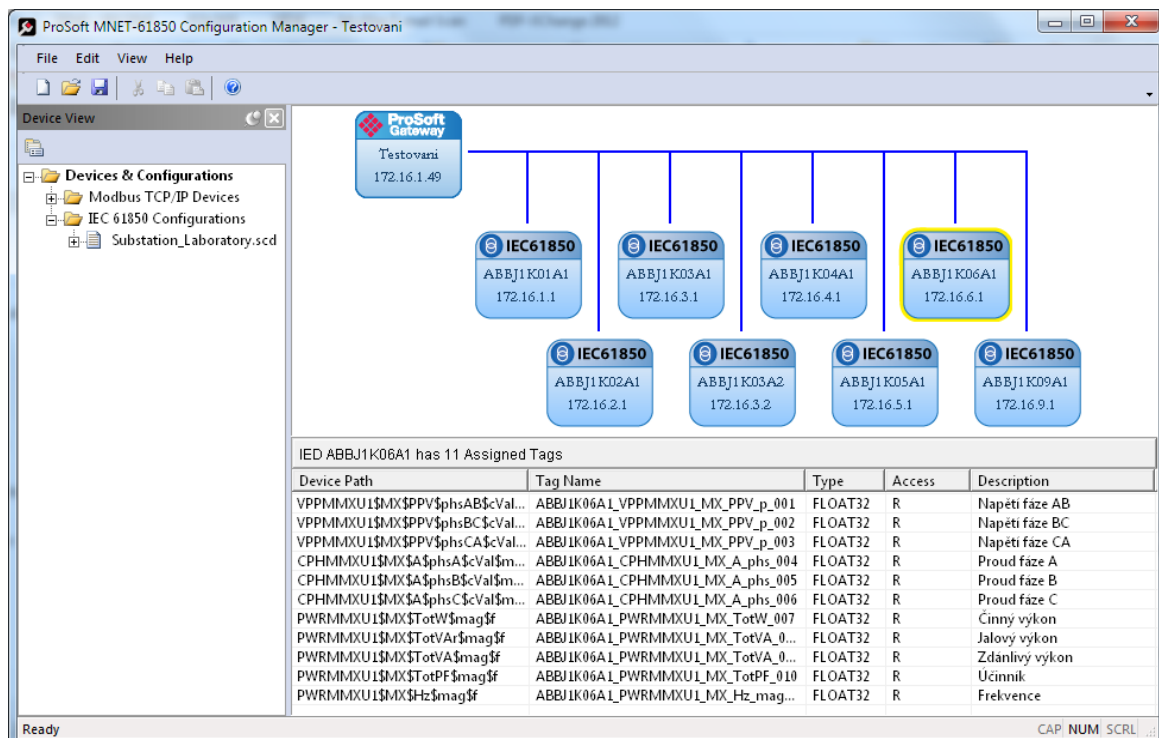 ProSoft MNET-61850 Configuration Manager - Testovani
File Edit View Help
Device View
Devices & Configurations
Modbus TCP/IP Devices
IEC 61850 Configurations
Substation_Laboratory.scd
ProSoft
Gateway
Testovani
172.16.1.49
IEC61850 IEC61850 IEC61850 IEC61850
ABBJ1K01A1 ABBJ1K03A1 ABBJ1K04A1 ABBJ1K06A1
172.16.1.1 172.16.3.1 172.16.4.1 172.16.6.1
IEC61850 IEC61850 IEC61850 IEC61850
ABBJ1K02A1 ABBJ1K03A2 ABBJ1K05A1 ABBJ1K09A1
172.16.2.1 172.16.3.2 172.16.5.1 172.16.9.1
IED ABBJ1K06A1 has 11 Assigned Tags
Device Path Tag Name Type Access Description
VPPMMXU1$MX$PPV$phsAB$cVal... ABBJ1K06A1_VPPMMXU1_MX_PPV_p_001 FLOAT32 R Napětí fáze AB
VPPMMXU1$MX$PPV$phsBC$cVal... ABBJ1K06A1_VPPMMXU1_MX_PPV_p_002 FLOAT32 R Napětí fáze BC
VPPMMXU1$MX$PPV$phsCA$cVal... ABBJ1K06A1_VPPMMXU1_MX_PPV_p_003 FLOAT32 R Napětí fáze CA
CPHMMXU1$MX$A$phsA$cVal$m... ABBJ1K06A1_CPHMMXU1_MX_A_phs_004 FLOAT32 R Proud fáze A
CPHMMXU1$MX$A$phsB$cVal$m... ABBJ1K06A1_CPHMMXU1_MX_A_phs_005 FLOAT32 R Proud fáze B
CPHMMXU1$MX$A$phsC$cVal$m... ABBJ1K06A1_CPHMMXU1_MX_A_phs_006 FLOAT32 R Proud fáze C
PWRMMXU1$MX$TotW$mag$f ABBJ1K06A1_PWRMMXU1_MX_TotW_007 FLOAT32 R Činný výkon
PWRMMXU1$MX$TotVAr$mag$f ABBJ1K06A1_PWRMMXU1_MX_TotVA_0... FLOAT32 R Jalový výkon
PWRMMXU1$MX$TotVA$mag$f ABBJ1K06A1_PWRMMXU1_MX_TotVA_0... FLOAT32 R Zdánlivý výkon
PWRMMXU1$MX$TotPF$mag$f ABBJ1K06A1_PWRMMXU1_MX_TotPF_010 FLOAT32 R Účinník
PWRMMXU1$MX$Hz$mag$f ABBJ1K06A1_PWRMMXU1_MX_Hz_mag... FLOAT32 R Frekvence
Ready CAP NUM SCRL